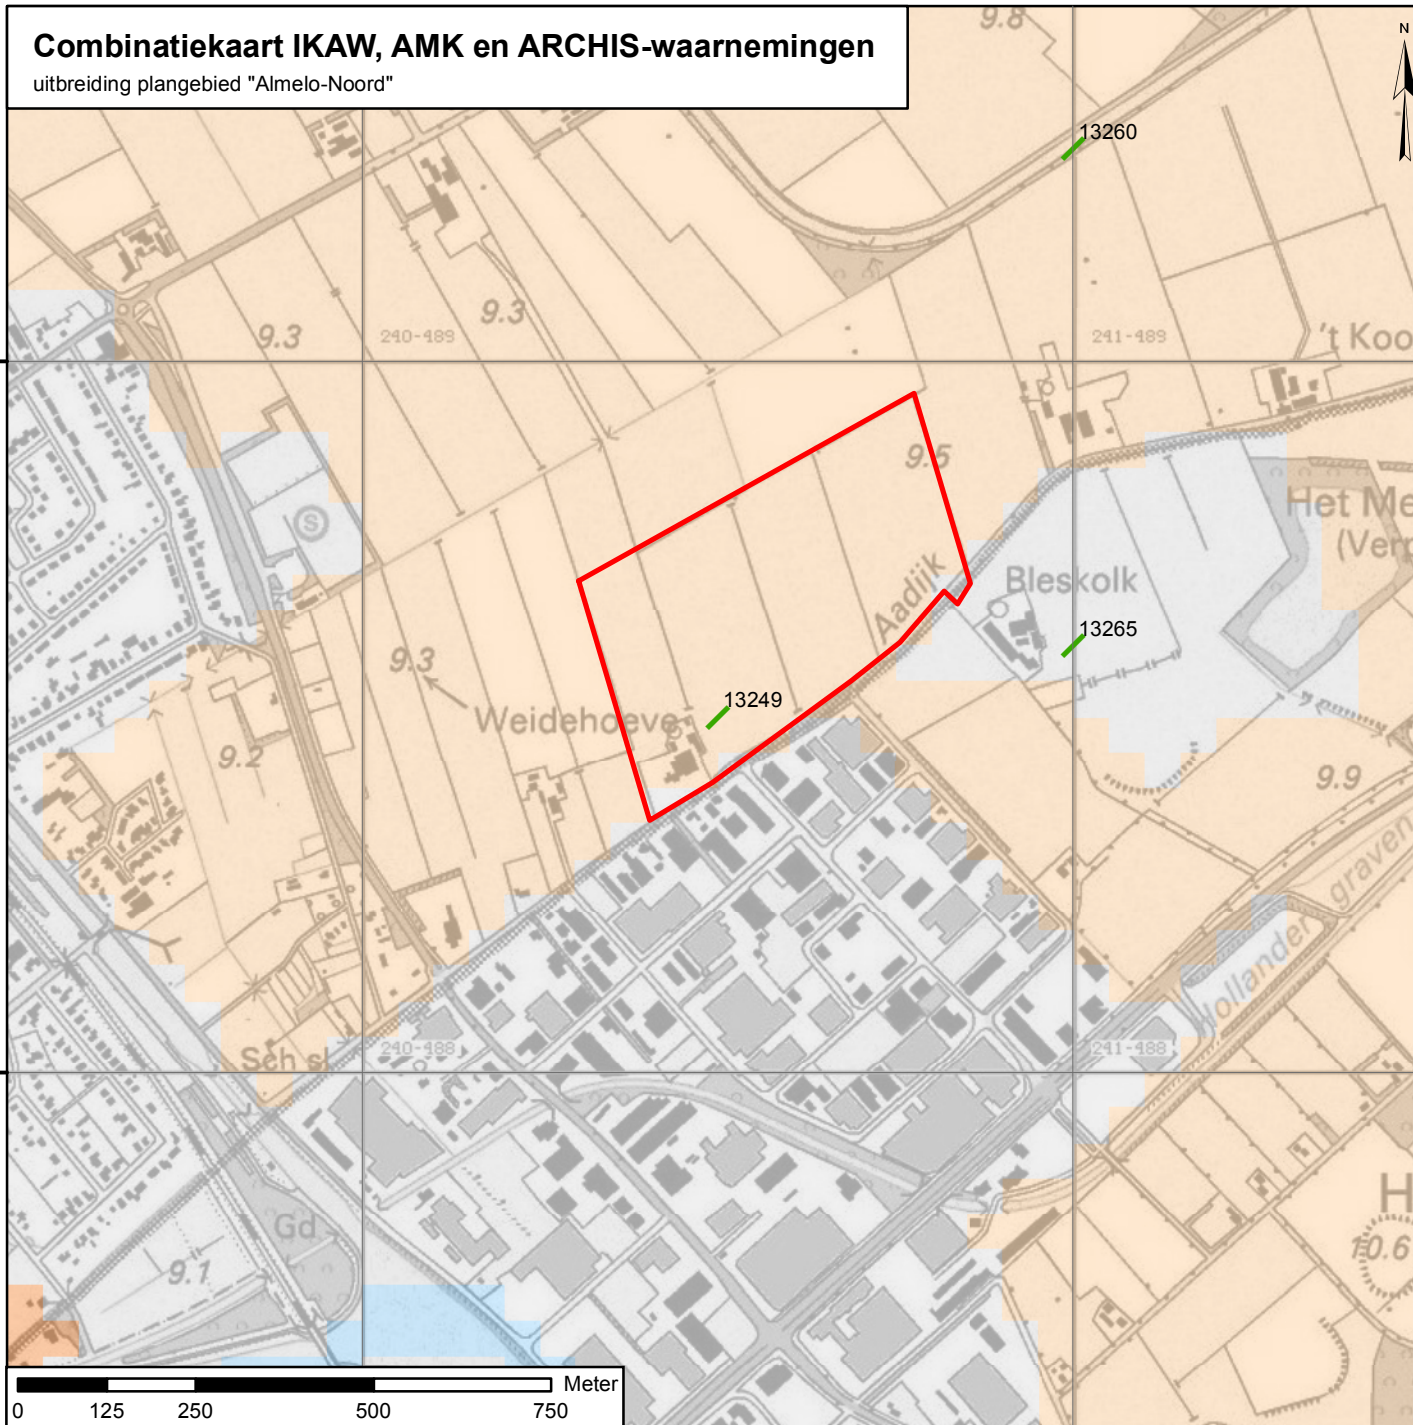 Combinatiekaart IKAW, AMK en ARCHIS-waarnemingen
uitbreiding plangebied "Almelo-Noord"
9.8
N
13260
9.3
9.3
240-489
241-489
't Koo
9.5
Het Me
S
(Verp
Aadijk
Bleskolk
13265
9.3
13249
Weidehoeve
9.2
9.9
graven
Hollander
Sch sl
240-488
241-488
H
Gd
10.6
9.1
Meter
0 125 250 500 750